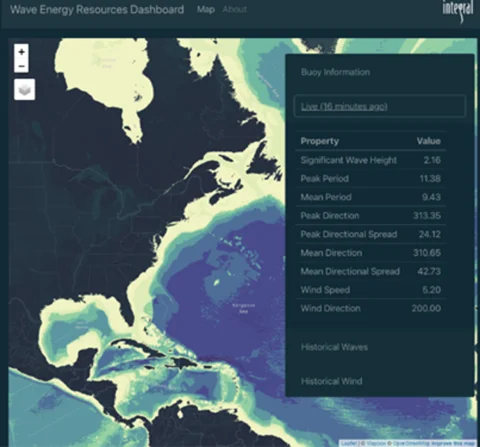 Wave Energy Resources Dashboard Map About integral
+
−
Buoy Information
Live (16 minutes ago)
Property Value
Significant Wave Height 2.16
Peak Period 11.38
Mean Period 9.43
Peak Direction 313.35
Peak Directional Spread 24.12
Mean Direction 310.65
Mean Directional Spread 42.73
Wind Speed 5.20
Wind Direction 200.00
Sargasso
Sea
Historical Waves
Historical Wind
Leaflet | © Mapbox © OpenStreetMap Improve this map